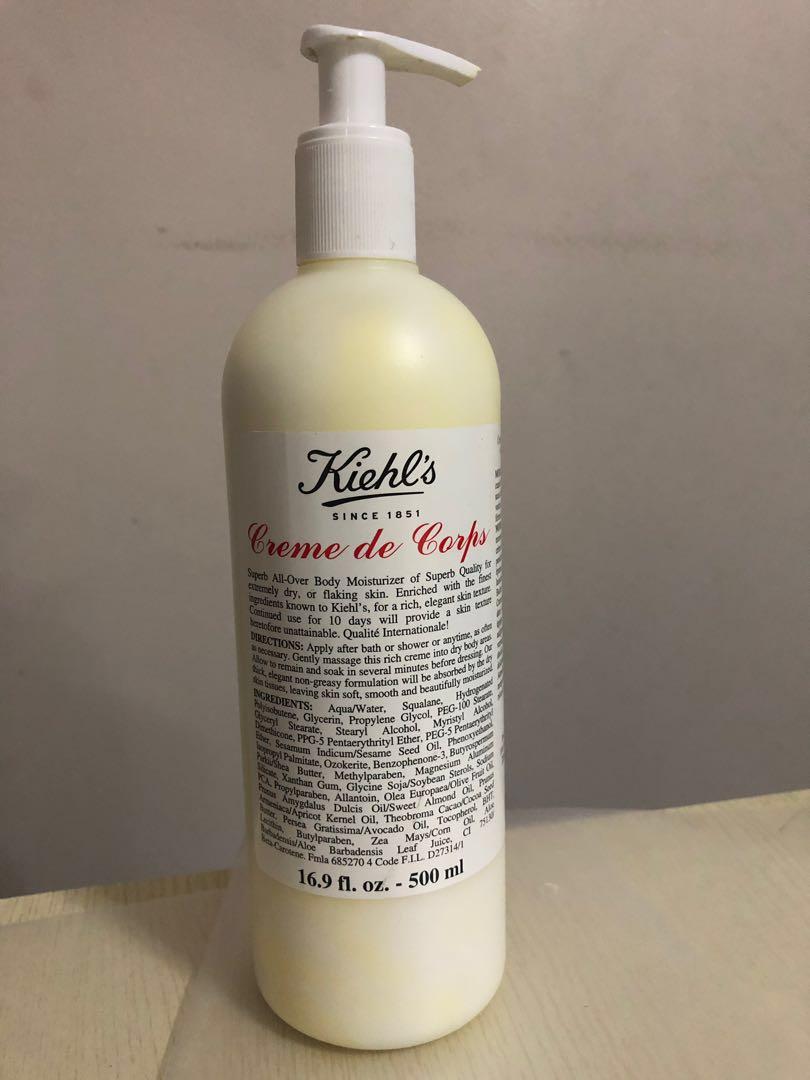 Kiehl's
SINCE 1851
Creme de Corps
Superb All-Over Body Moisturizer of Superb Quality for
extremely dry, or flaking skin. Enriched with the finest
ingredients known to Kiehl's, for a rich, elegant skin texture.
Continued use for 10 days will provide a skin texture
heretofore unattainable. Qualité Internationale!
DIRECTIONS: Apply after bath or shower or anytime, as often
as necessary. Gently massage this rich creme into dry body areas.
Allow to remain and soak in several minutes before dressing. Our
thick, elegant non-greasy formulation will be absorbed by the dry
skin tissues, leaving skin soft, smooth and beautifully moisturized.
INGREDIENTS: Aqua/Water, Squalane, Hydrogenated
Polyisobutene, Glycerin, Propylene Glycol, PEG-100 Stearate,
Glyceryl Stearate, Stearyl Alcohol, Myristyl Alcohol,
Dimethicone, PPG-5 Pentaerythrityl Ether, PEG-5 Pentaerythrityl
Ether, Sesamum Indicum/Sesame Seed Oil, Phenoxyethanol,
Isopropyl Palmitate, Ozokerite, Benzophenone-3, Butyrospermum
Parkii/Shea Butter, Methylparaben, Magnesium Aluminum
Silicate, Xanthan Gum, Glycine Soja/Soybean Sterols, Sodium
PCA, Propylparaben, Allantoin, Olea Europaea/Olive Fruit Oil,
Prunus Amygdalus Dulcis Oil/Sweet Almond Oil, Prunus
Armeniaca/Apricot Kernel Oil, Theobroma Cacao/Cocoa Seed
Butter, Persea Gratissima/Avocado Oil, Tocopherol, BHT,
Lecithin, Butylparaben, Zea Mays/Corn Oil, Aloe
Barbadensis/Aloe Barbadensis Leaf Juice, CI 75130/
Beta-Carotene. Fmla 685270 4 Code F.I.L. D27314/1
16.9 fl. oz. - 500 ml